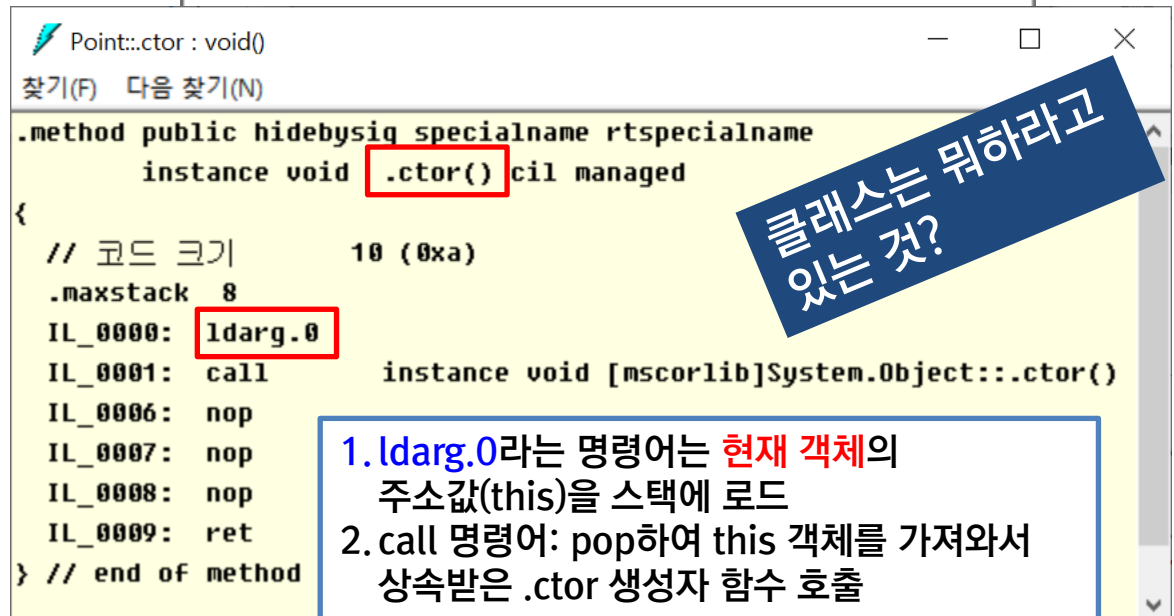 Point::.ctor : void()
찾기(F) 다음 찾기(N)
.method public hidebysig specialname rtspecialname
instance void .ctor() cil managed
{
// 코드 크기 10 (0xa)
.maxstack 8
IL_0000: ldarg.0
IL_0001: call instance void [mscorlib]System.Object::.ctor()
IL_0006: nop
IL_0007: nop
IL_0008: nop
IL_0009: ret
} // end of method
클래스는 뭐하라고
있는 것?
1. ldarg.0라는 명령어는 현재 객체의
주소값(this)을 스택에 로드
2. call 명령어: pop하여 this 객체를 가져와서
상속받은 .ctor 생성자 함수 호출